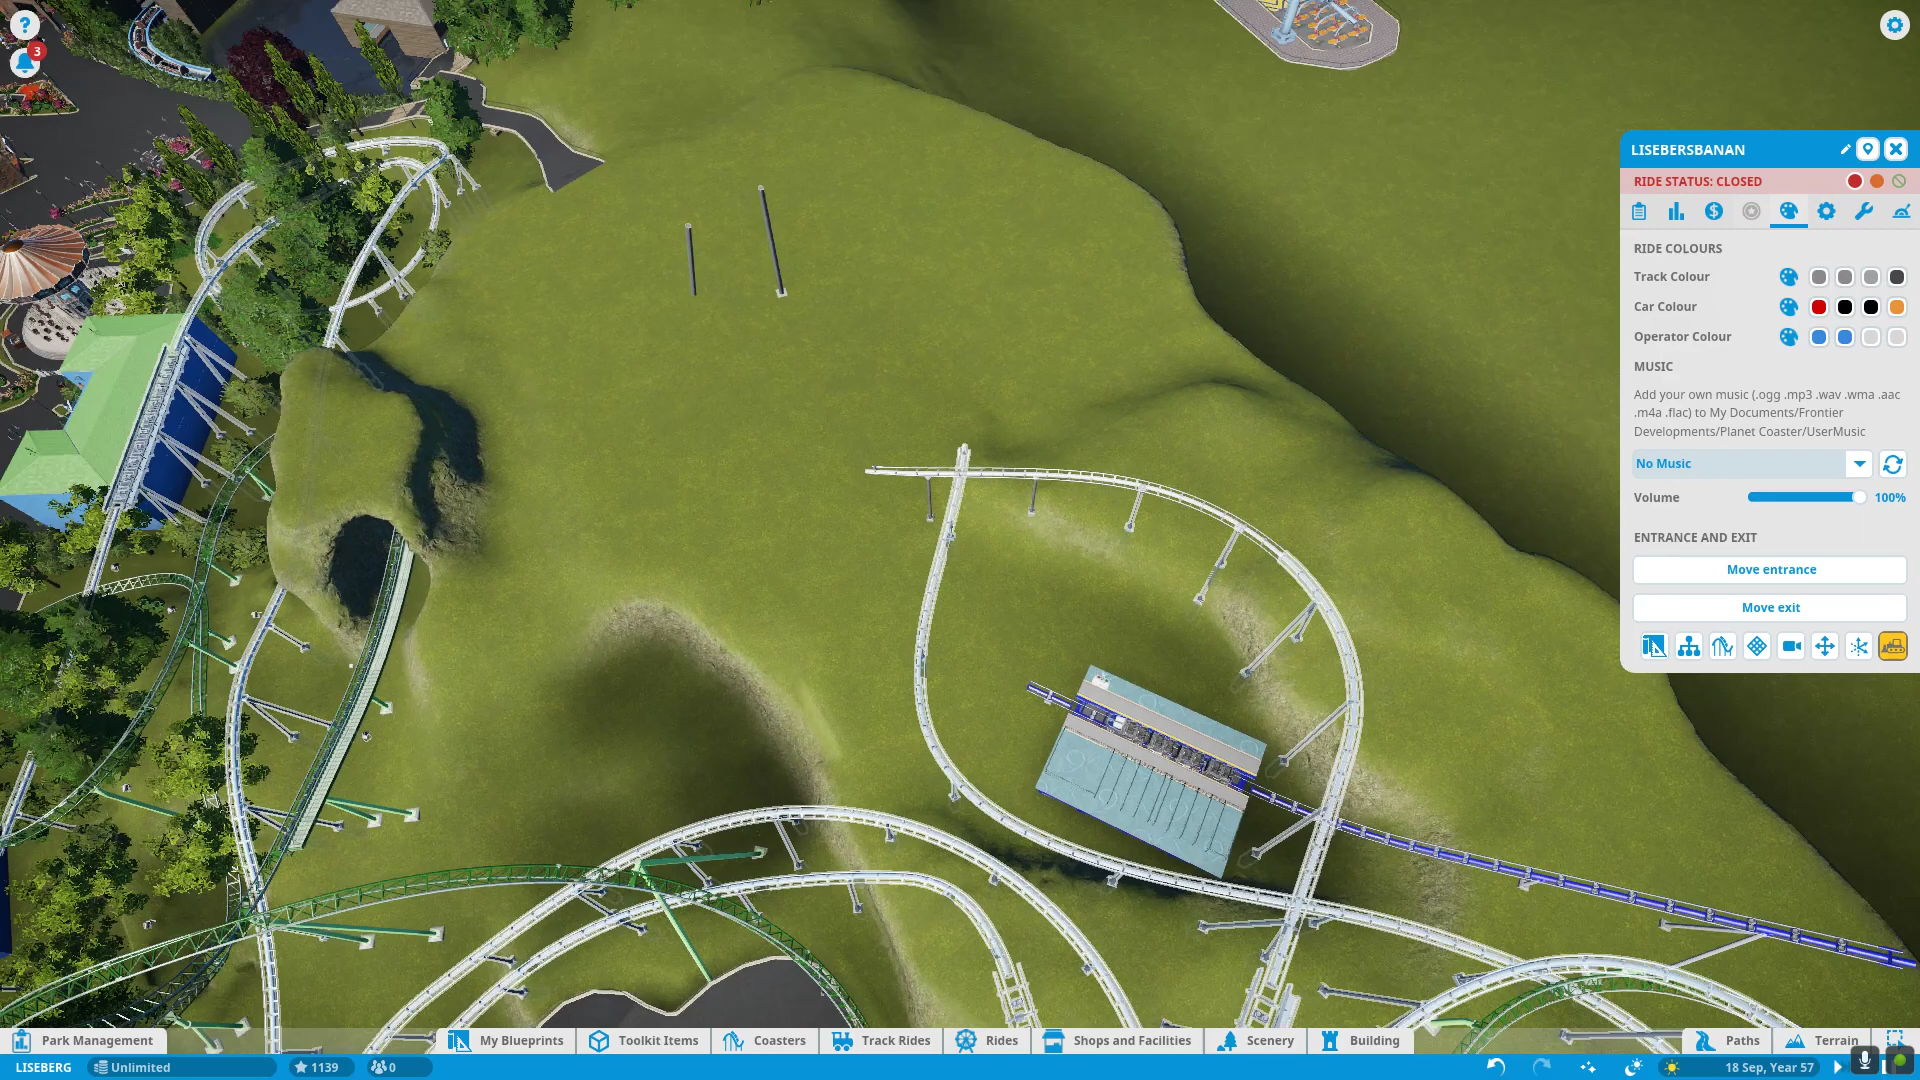 ?
3
LISEBERSBANAN
RIDE STATUS: CLOSED
RIDE COLOURS
Track Colour
Car Colour
Operator Colour
MUSIC
Add your own music (.ogg .mp3 .wav .wma .aac
.m4a .flac) to My Documents/Frontier
Developments/Planet Coaster/UserMusic
No Music
Volume 100%
ENTRANCE AND EXIT
Move entrance
Move exit
Park Management My Blueprints Toolkit Items Coasters Track Rides Rides Shops and Facilities Scenery Building Paths Terrain
LISEBERG Unlimited 1139 0 18 Sep, Year 57